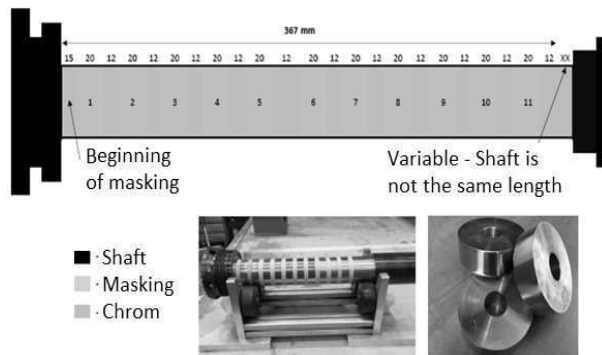 367 mm
15 20 12 20 12 20 12 20 12 20 12 20 12 20 12 20 12 20 12 20 12 20 12 XX
1 2 3 4 5 6 7 8 9 10 11
Beginning
of masking
Variable - Shaft is
not the same length
Shaft
Masking
Chrom